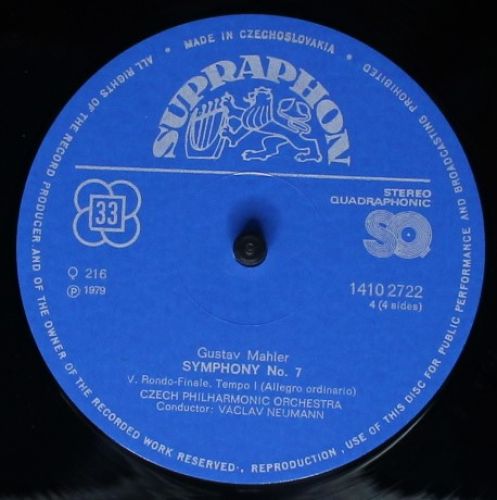 ALL RIGHTS OF THE RECORD PRODUCER AND OF THE OWNER OF THE RECORDED WORK RESERVED-, REPRODUCTION, USE OF THIS DISC FOR PUBLIC PERFORMANCE AND BROADCASTING PROHIBITED
• MADE IN CZECHOSLOVAKIA •
SUPRAPHON
33
STEREO
QUADRAPHONIC
SQ
♀ 216
1410 2722
℗ 1979
4 (4 sides)
Gustav Mahler
SYMPHONY No. 7
V. Rondo-Finale. Tempo I (Allegro ordinario)
CZECH PHILHARMONIC ORCHESTRA
Conductor: VÁCLAV NEUMANN